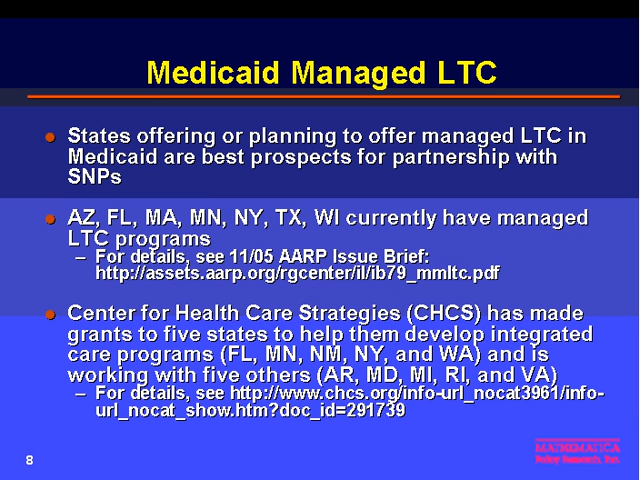 Medicaid Managed LTC
● States offering or planning to offer managed LTC in
Medicaid are best prospects for partnership with
SNPs
● AZ, FL, MA, MN, NY, TX, WI currently have managed
LTC programs
– For details, see 11/05 AARP Issue Brief:
http://assets.aarp.org/rgcenter/il/ib79_mmltc.pdf
● Center for Health Care Strategies (CHCS) has made
grants to five states to help them develop integrated
care programs (FL, MN, NM, NY, and WA) and is
working with five others (AR, MD, MI, RI, and VA)
– For details, see http://www.chcs.org/info-url_nocat3961/info-
url_nocat_show.htm?doc_id=291739
8
MATHEMATICA
Policy Research, Inc.